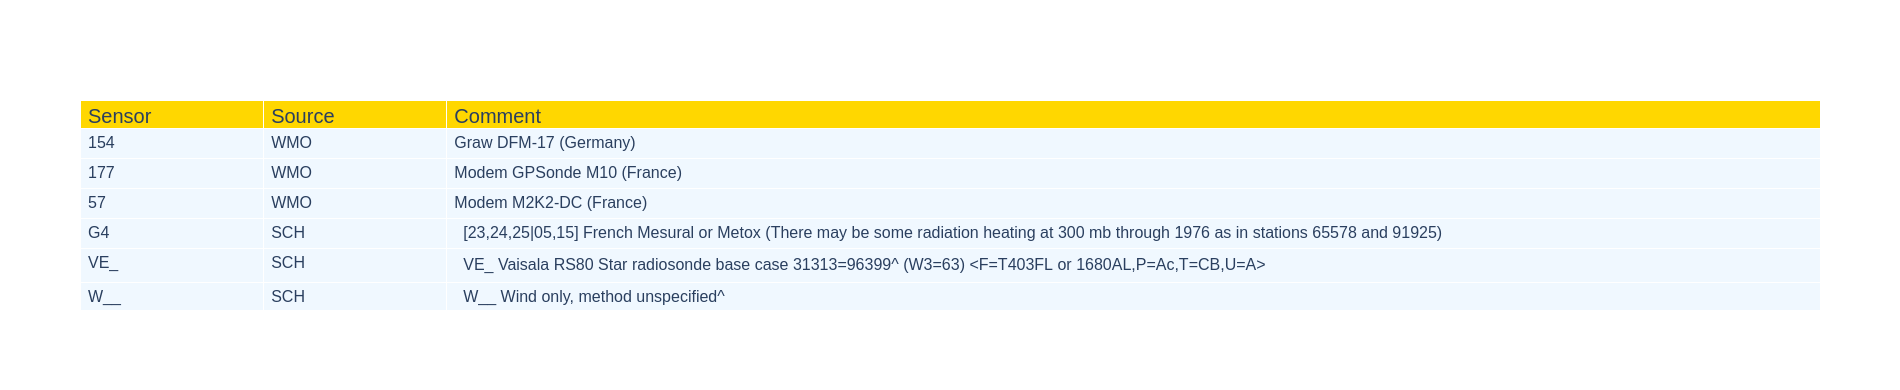 Sensor Source Comment
154 WMO Graw DFM-17 (Germany)
177 WMO Modem GPSonde M10 (France)
57 WMO Modem M2K2-DC (France)
G4 SCH [23,24,25|05,15] French Mesural or Metox (There may be some radiation heating at 300 mb through 1976 as in stations 65578 and 91925)
VE_ SCH VE_ Vaisala RS80 Star radiosonde base case 31313=96399^ (W3=63) <F=T403FL or 1680AL,P=Ac,T=CB,U=A>
W__ SCH W__ Wind only, method unspecified^